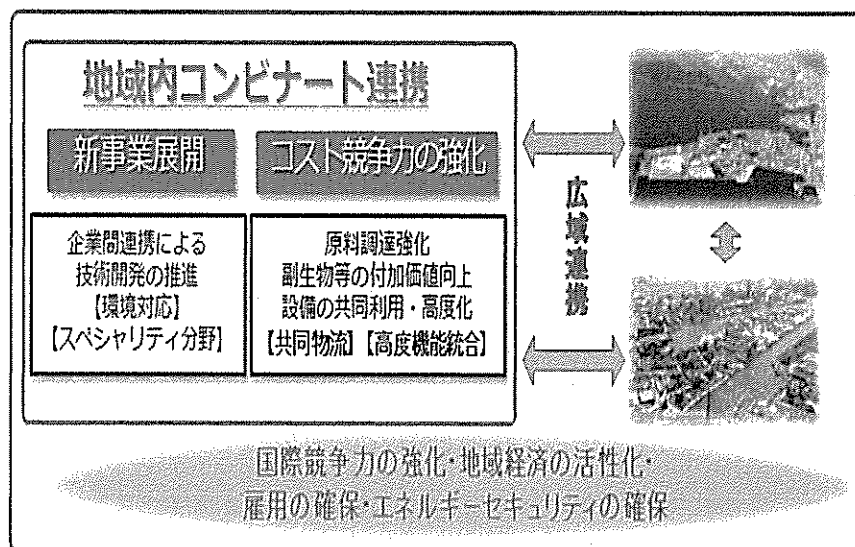 地域内コンビナート連携
新事業展開
コスト競争力の強化
企業間連携による
技術開発の推進
【環境対応】
【スペシャリティ分野】
原料調達強化
副生物等の付加価値向上
設備の共同利用・高度化
【共同物流】【高度機能統合】
広域連携
国際競争力の強化・地域経済の活性化・
雇用の確保・エネルギーセキュリティの確保